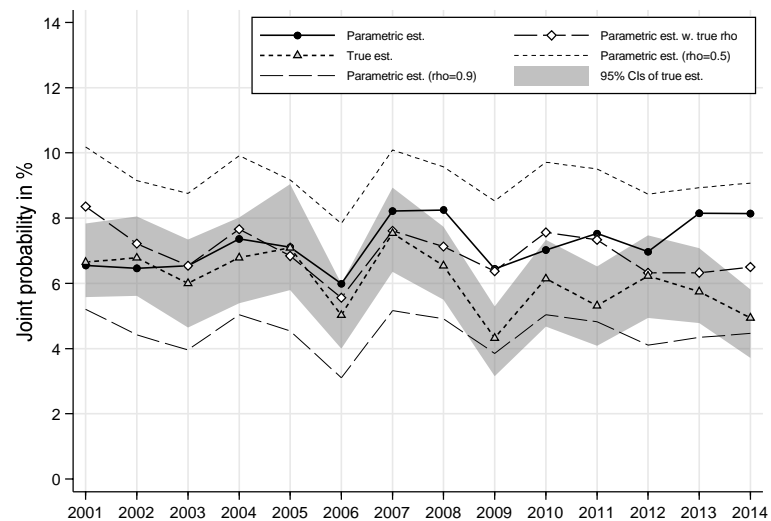 Parametric est.
Parametric est. w. true rho
True est.
Parametric est. (rho=0.5)
Parametric est. (rho=0.9)
95% CIs of true est.
Joint probability in %
14
12
10
8
6
4
2
0
2001 2002 2003 2004 2005 2006 2007 2008 2009 2010 2011 2012 2013 2014